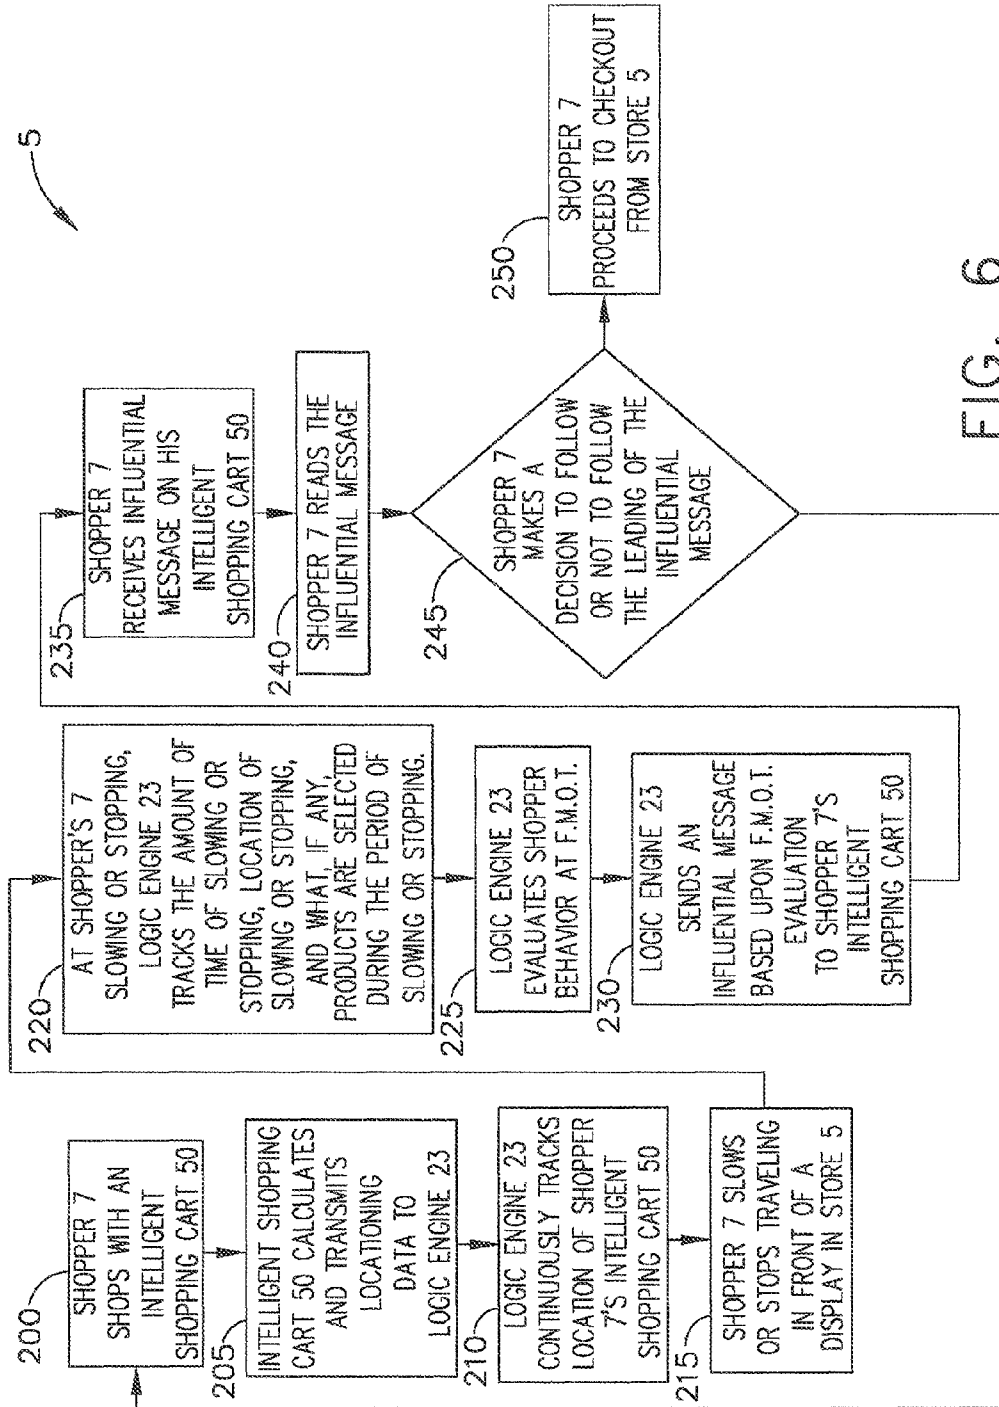 5
200
SHOPPER 7
SHOPS WITH AN
INTELLIGENT
SHOPPING CART 50
205
INTELLIGENT SHOPPING
CART 50 CALCULATES
AND TRANSMITS
LOCATIONING
DATA TO
LOGIC ENGINE 23
210
LOGIC ENGINE 23
CONTINUOUSLY TRACKS
LOCATION OF SHOPPER
7'S INTELLIGENT
SHOPPING CART 50
215
SHOPPER 7 SLOWS
OR STOPS TRAVELING
IN FRONT OF A
DISPLAY IN STORE 5
220
AT SHOPPER'S 7
SLOWING OR STOPPING,
LOGIC ENGINE 23
TRACKS THE AMOUNT OF
TIME OF SLOWING OR
STOPPING, LOCATION OF
SLOWING OR STOPPING,
AND WHAT, IF ANY,
PRODUCTS ARE SELECTED
DURING THE PERIOD OF
SLOWING OR STOPPING.
225
LOGIC ENGINE 23
EVALUATES SHOPPER
BEHAVIOR AT F.M.O.T.
230
LOGIC ENGINE 23
SENDS AN
INFLUENTIAL MESSAGE
BASED UPON F.M.O.T.
EVALUATION
TO SHOPPER 7'S
INTELLIGENT
SHOPPING CART 50
235
SHOPPER 7
RECEIVES INFLUENTIAL
MESSAGE ON HIS
INTELLIGENT
SHOPPING CART 50
240
SHOPPER 7 READS THE
INFLUENTIAL MESSAGE
245
SHOPPER 7
MAKES A
DECISION TO FOLLOW
OR NOT TO FOLLOW
THE LEADING OF THE
INFLUENTIAL
MESSAGE
250
SHOPPER 7
PROCEEDS TO CHECKOUT
FROM STORE 5
FIG. 6